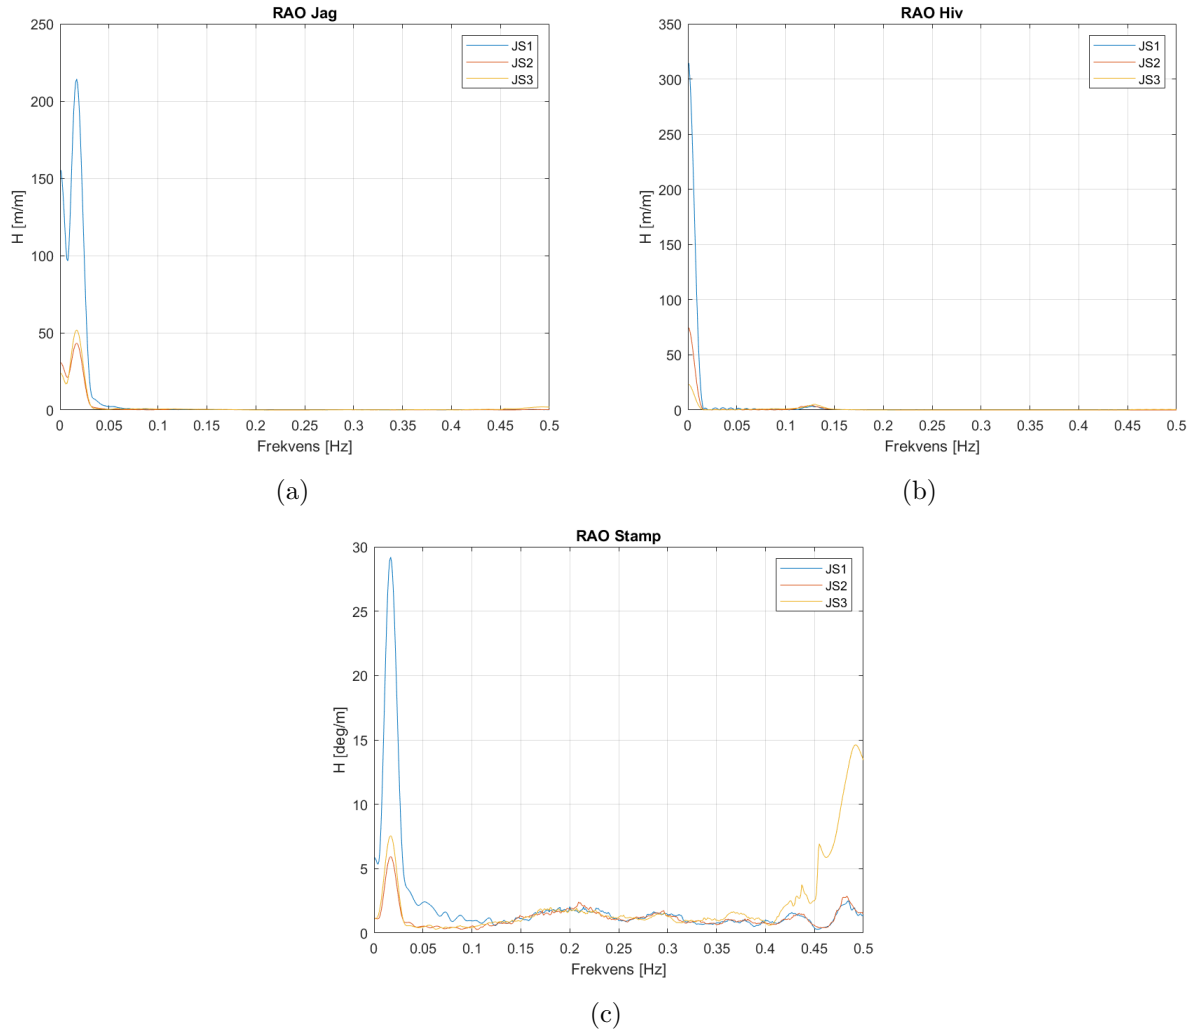 RAO Jag
H [m/m]
250
200
150
100
50
0
0 0.05 0.1 0.15 0.2 0.25 0.3 0.35 0.4 0.45 0.5
Frekvens [Hz]
JS1
JS2
JS3
(a)
RAO Hiv
H [m/m]
350
300
250
200
150
100
50
0
0 0.05 0.1 0.15 0.2 0.25 0.3 0.35 0.4 0.45 0.5
Frekvens [Hz]
JS1
JS2
JS3
(b)
RAO Stamp
H [deg/m]
30
25
20
15
10
5
0
0 0.05 0.1 0.15 0.2 0.25 0.3 0.35 0.4 0.45 0.5
Frekvens [Hz]
JS1
JS2
JS3
(c)